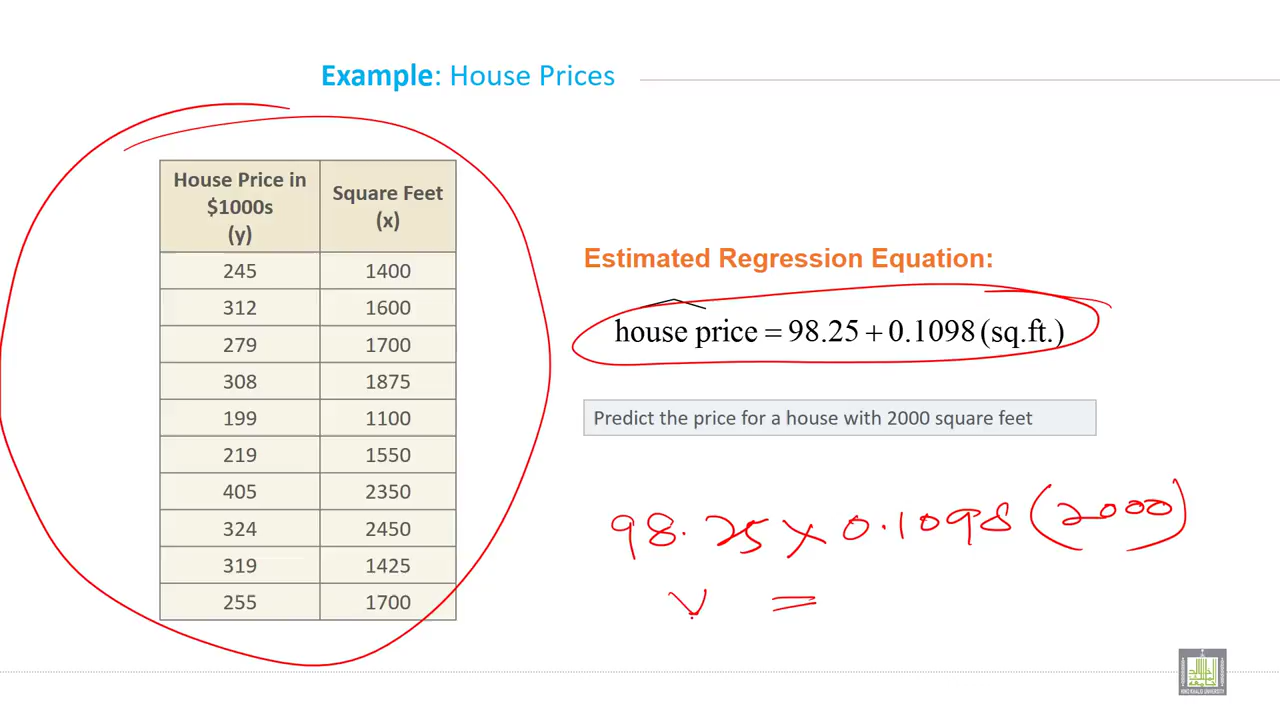 Example: House Prices
House Price in
$1000s
(y)
Square Feet
(x)
245 1400
312 1600
279 1700
308 1875
199 1100
219 1550
405 2350
324 2450
319 1425
255 1700
Estimated Regression Equation:
house price = 98.25 + 0.1098 (sq.ft.)
Predict the price for a house with 2000 square feet
98.25 x 0.1098 (2000)
=